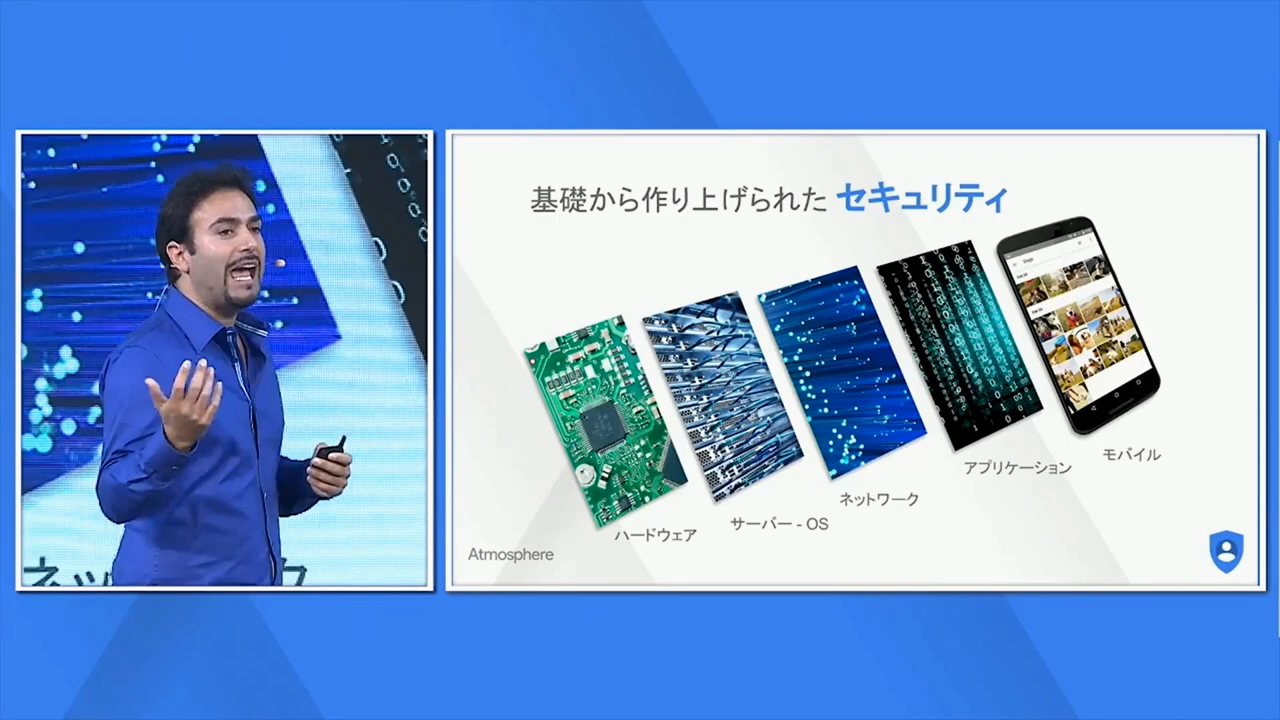 基礎から作り上げられた セキュリティ
ハードウェア
サーバー - OS
ネットワーク
アプリケーション
モバイル
Atmosphere